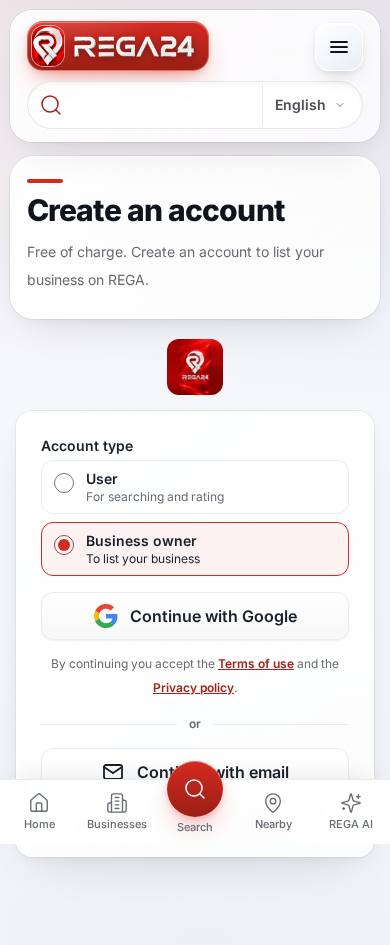 REGA24
English
Create an account
Free of charge. Create an account to list your
business on REGA.
REGA24
Account type
User
For searching and rating
Business owner
To list your business
Continue with Google
By continuing you accept the Terms of use and the
Privacy policy.
or
with email
Home
Businesses
Search
Nearby
REGA AI